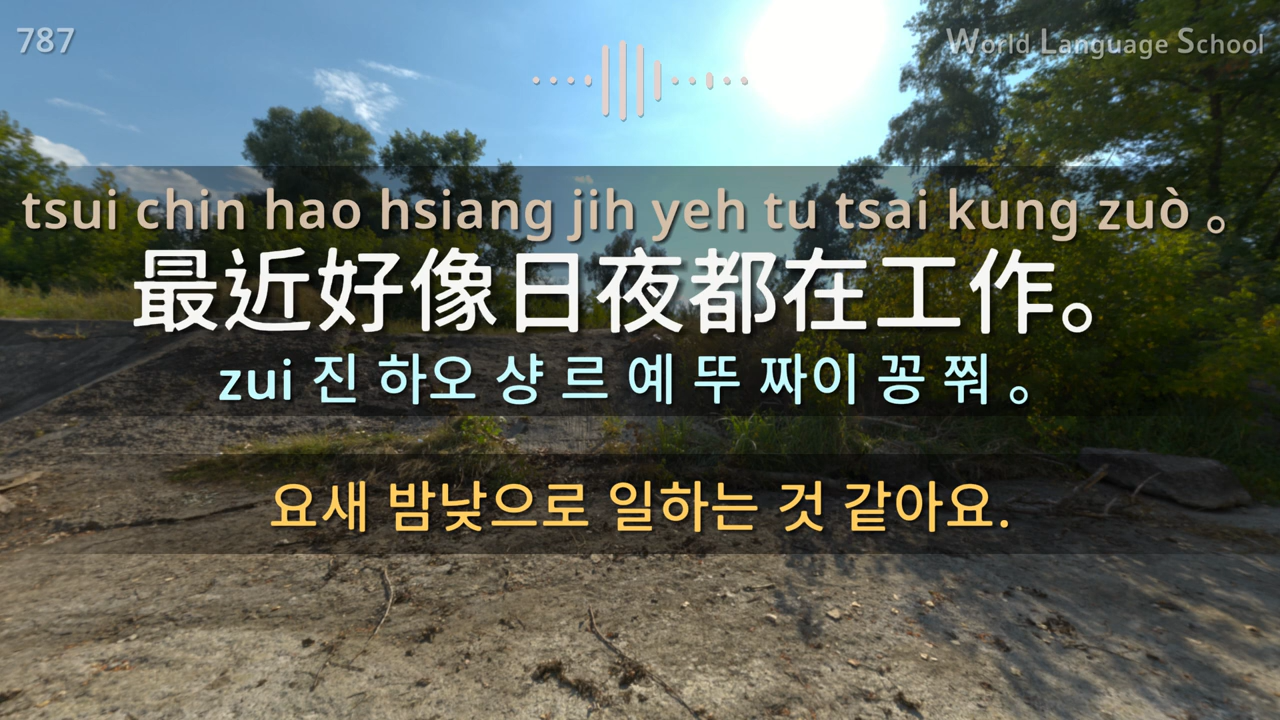 787
World Language School
tsui chin hao hsiang jih yeh tu tsai kung zuò 。
最近好像日夜都在工作。
zui 진 하오 샹 르 예 뚜 짜이 꽁 쭤 。
요새 밤낮으로 일하는 것 같아요.